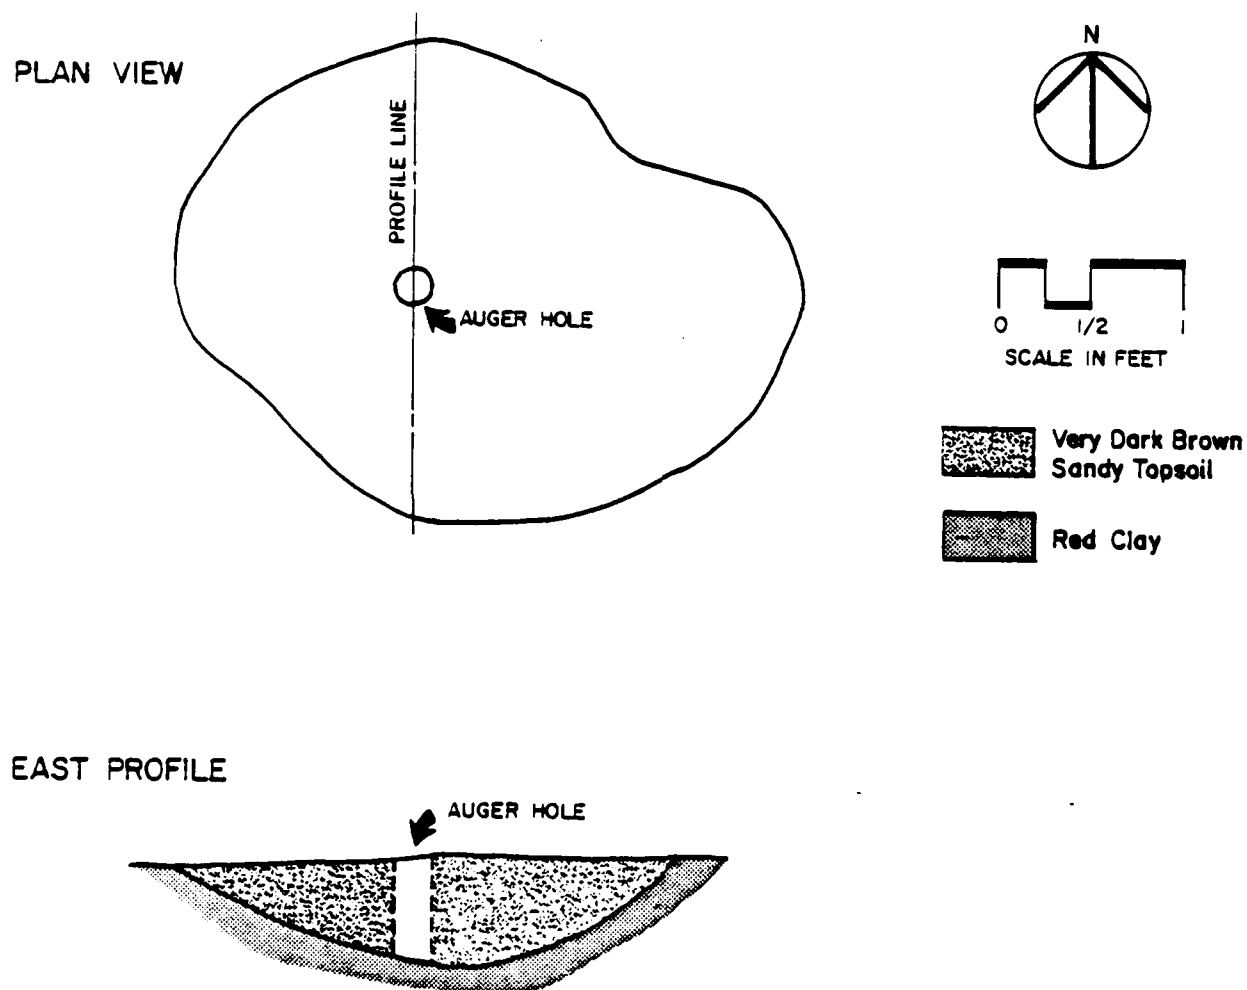 PLAN VIEW
PROFILE LINE
AUGER HOLE
N
0 1/2 1
SCALE IN FEET
Very Dark Brown
Sandy Topsoil
Red Clay
EAST PROFILE
AUGER HOLE